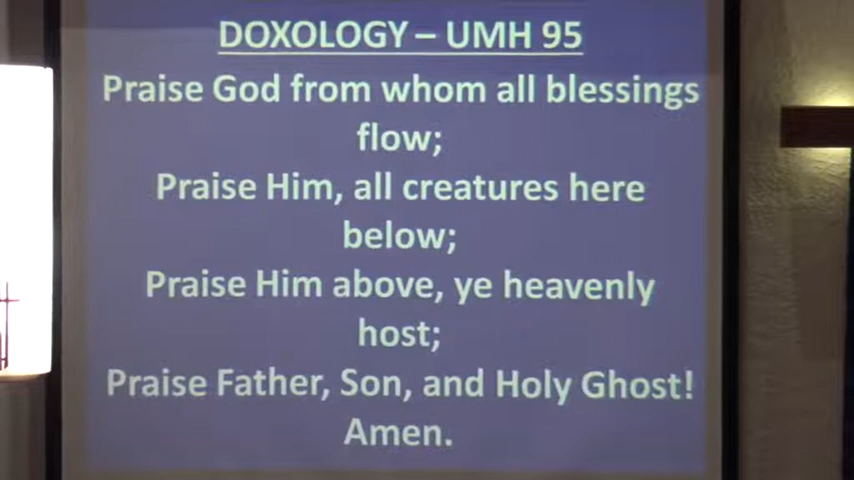 DOXOLOGY – UMH 95
Praise God from whom all blessings
flow;
Praise Him, all creatures here
below;
Praise Him above, ye heavenly
host;
Praise Father, Son, and Holy Ghost!
Amen.